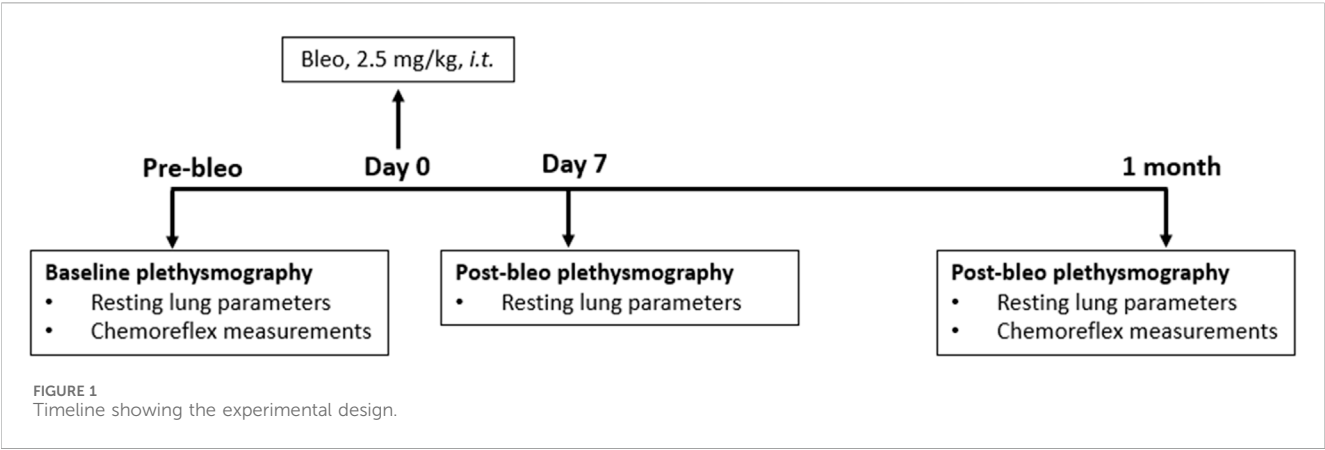 Bleo, 2.5 mg/kg, i.t.
Pre-bleo
Day 0
Day 7
1 month
Baseline plethysmography
• Resting lung parameters
• Chemoreflex measurements
Post-bleo plethysmography
• Resting lung parameters
Post-bleo plethysmography
• Resting lung parameters
• Chemoreflex measurements
FIGURE 1
Timeline showing the experimental design.